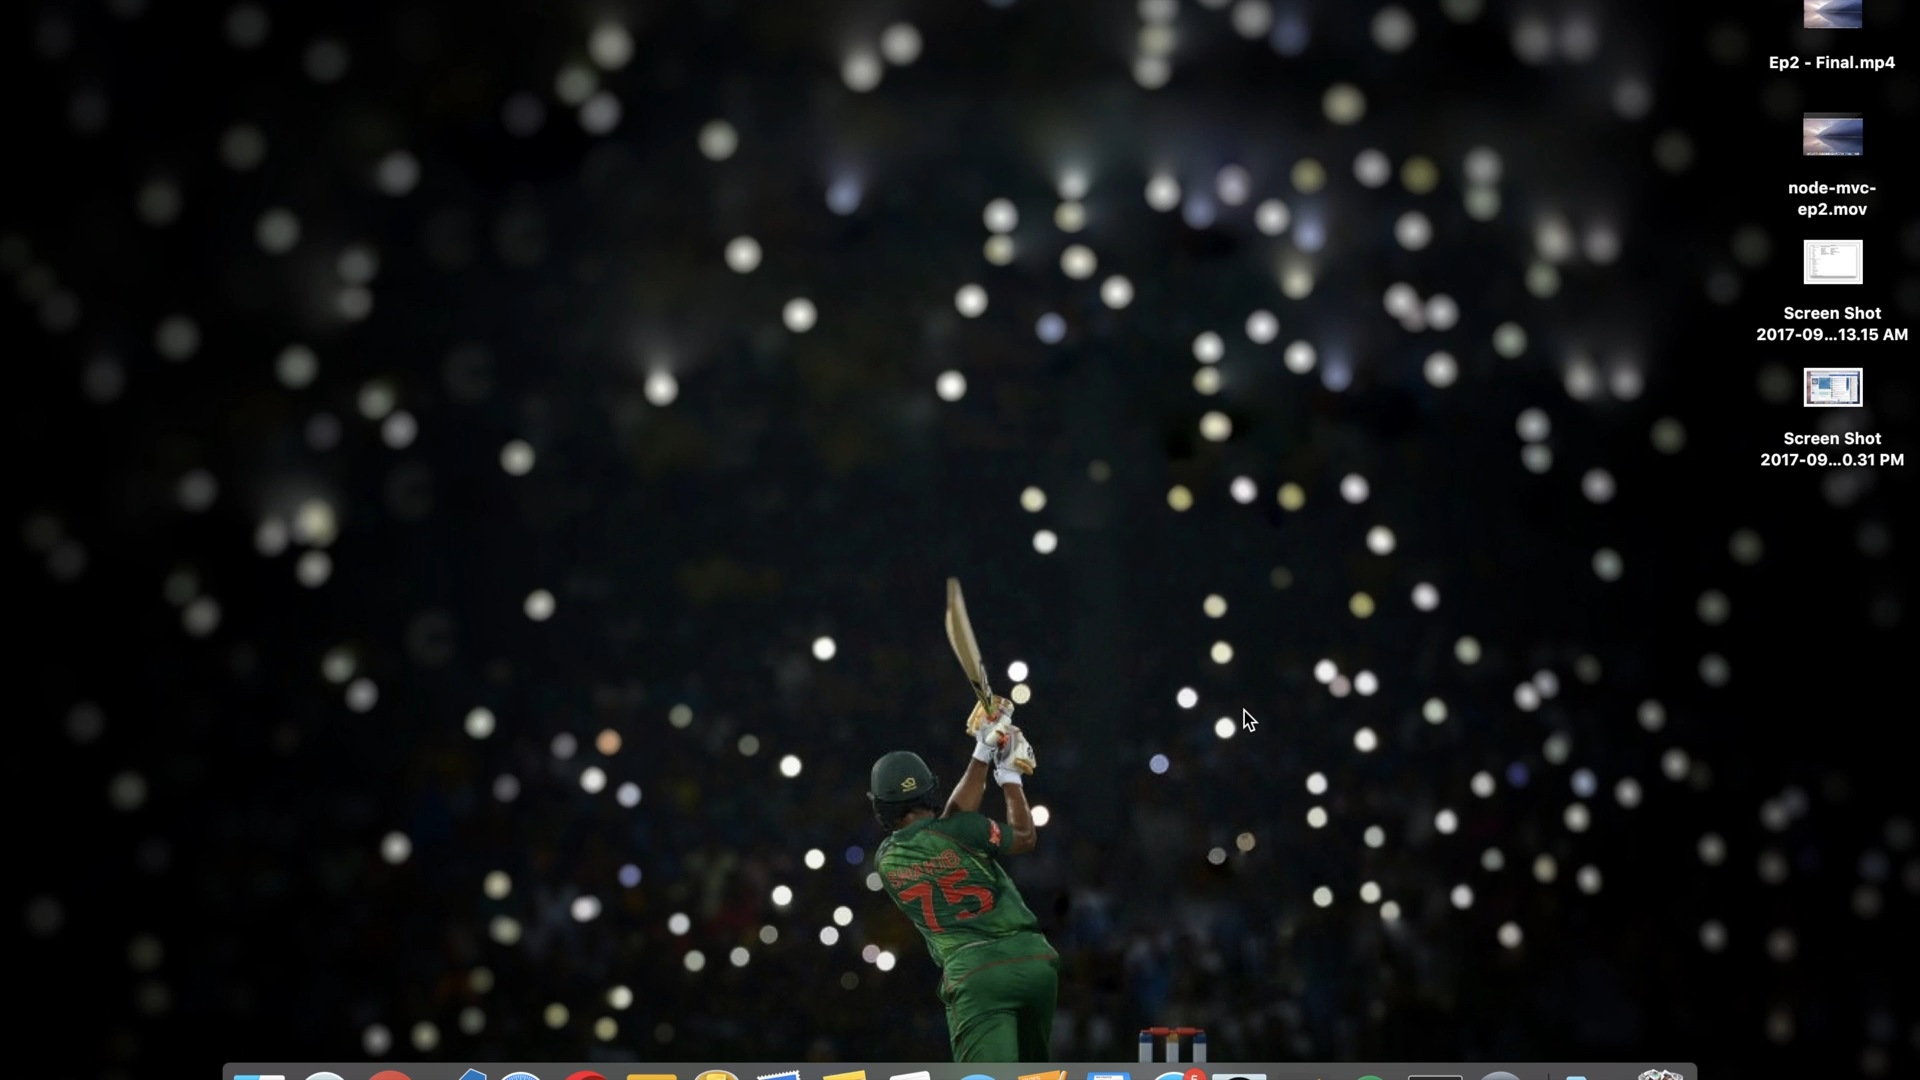 Ep2 - Final.mp4
node-mvc-
ep2.mov
Screen Shot
2017-09...13.15 AM
Screen Shot
2017-09...0.31 PM
SHAKIB
75